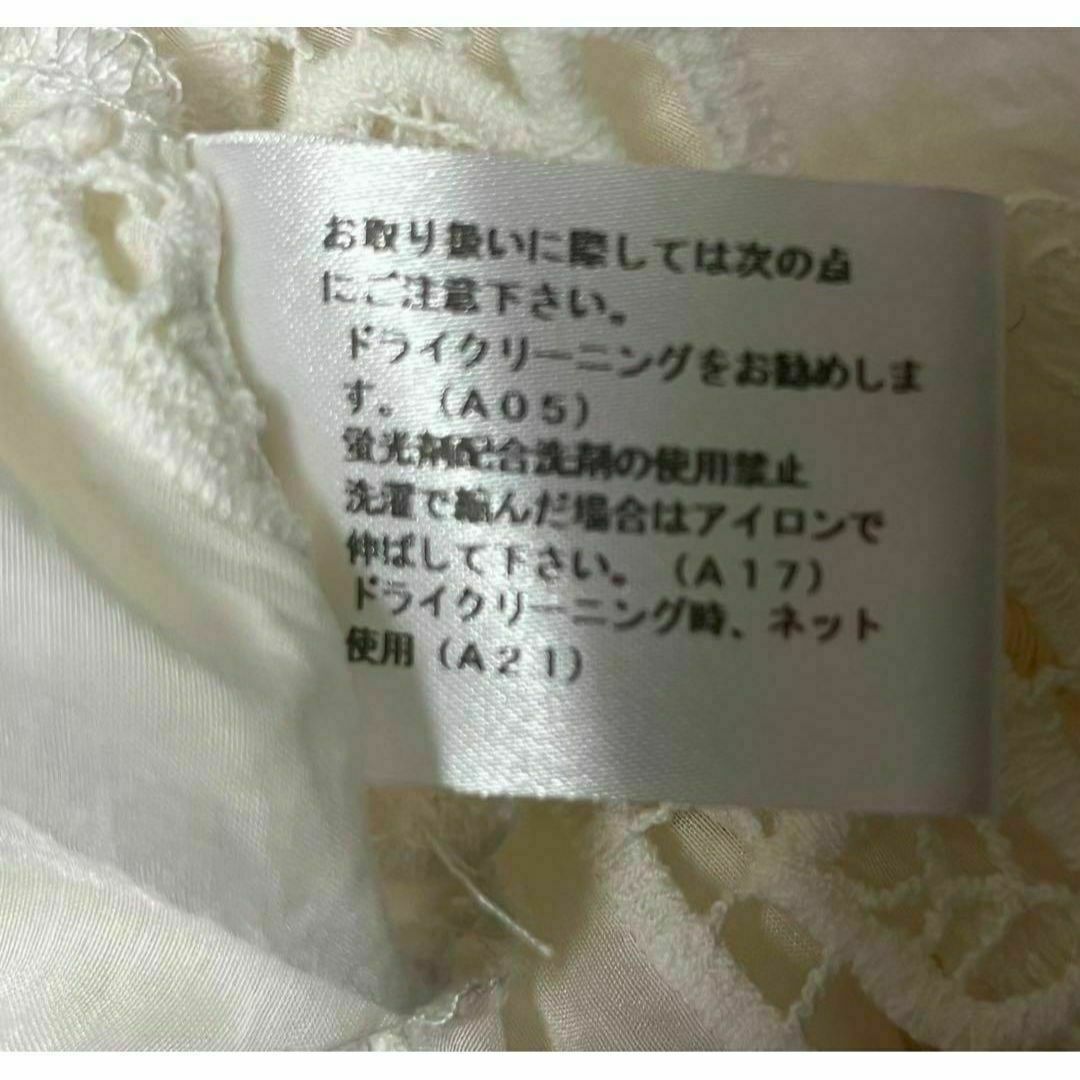 お取り扱いに際しては次の点
にご注意下さい。
ドライクリーニングをお勧めしま
す。（A05）
蛍光剤配合洗剤の使用禁止
洗濯で縮んだ場合はアイロンで
伸ばして下さい。（A17）
ドライクリーニング時、ネット
使用（A21）